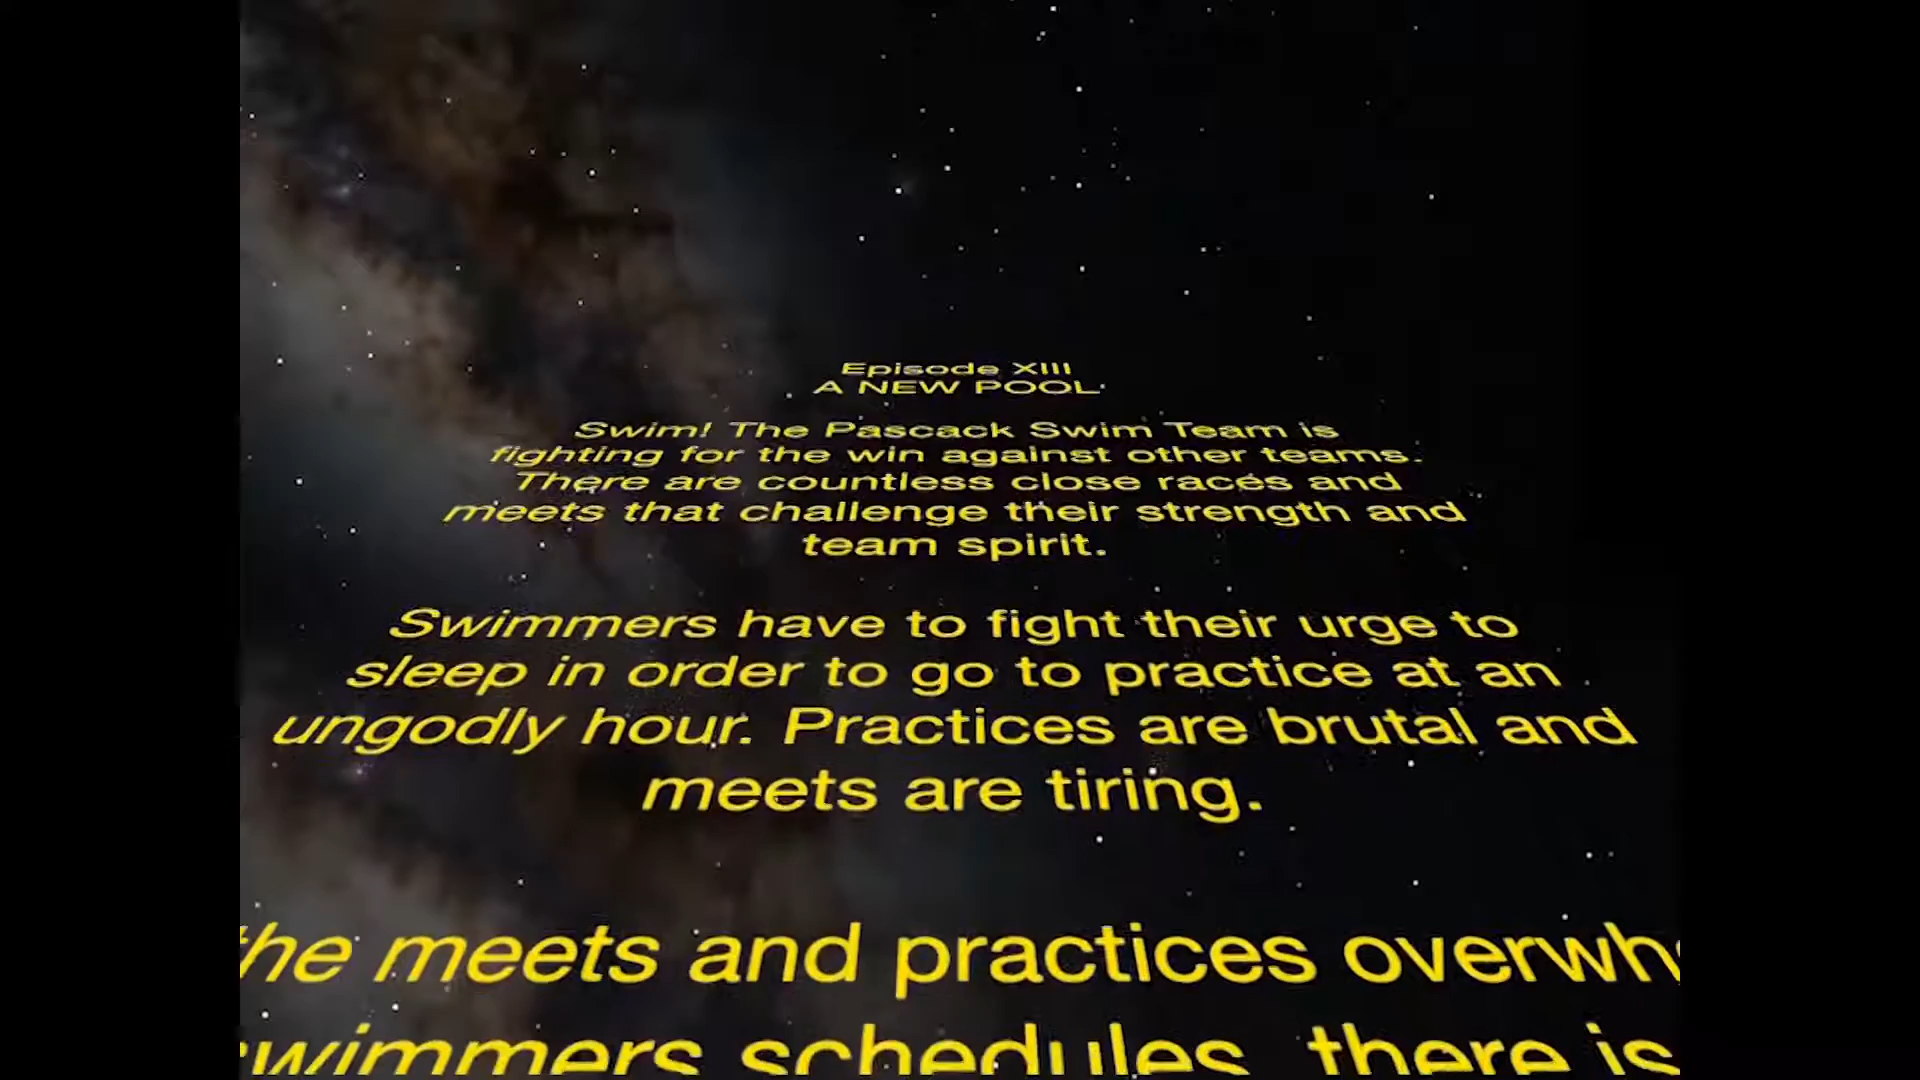 Episode XIII
A NEW POOL
Swim! The Pascack Swim Team is
fighting for the win against other teams.
There are countless close races and
meets that challenge their strength and
team spirit.
Swimmers have to fight their urge to
sleep in order to go to practice at an
ungodly hour. Practices are brutal and
meets are tiring.
the meets and practices
schedules, there is